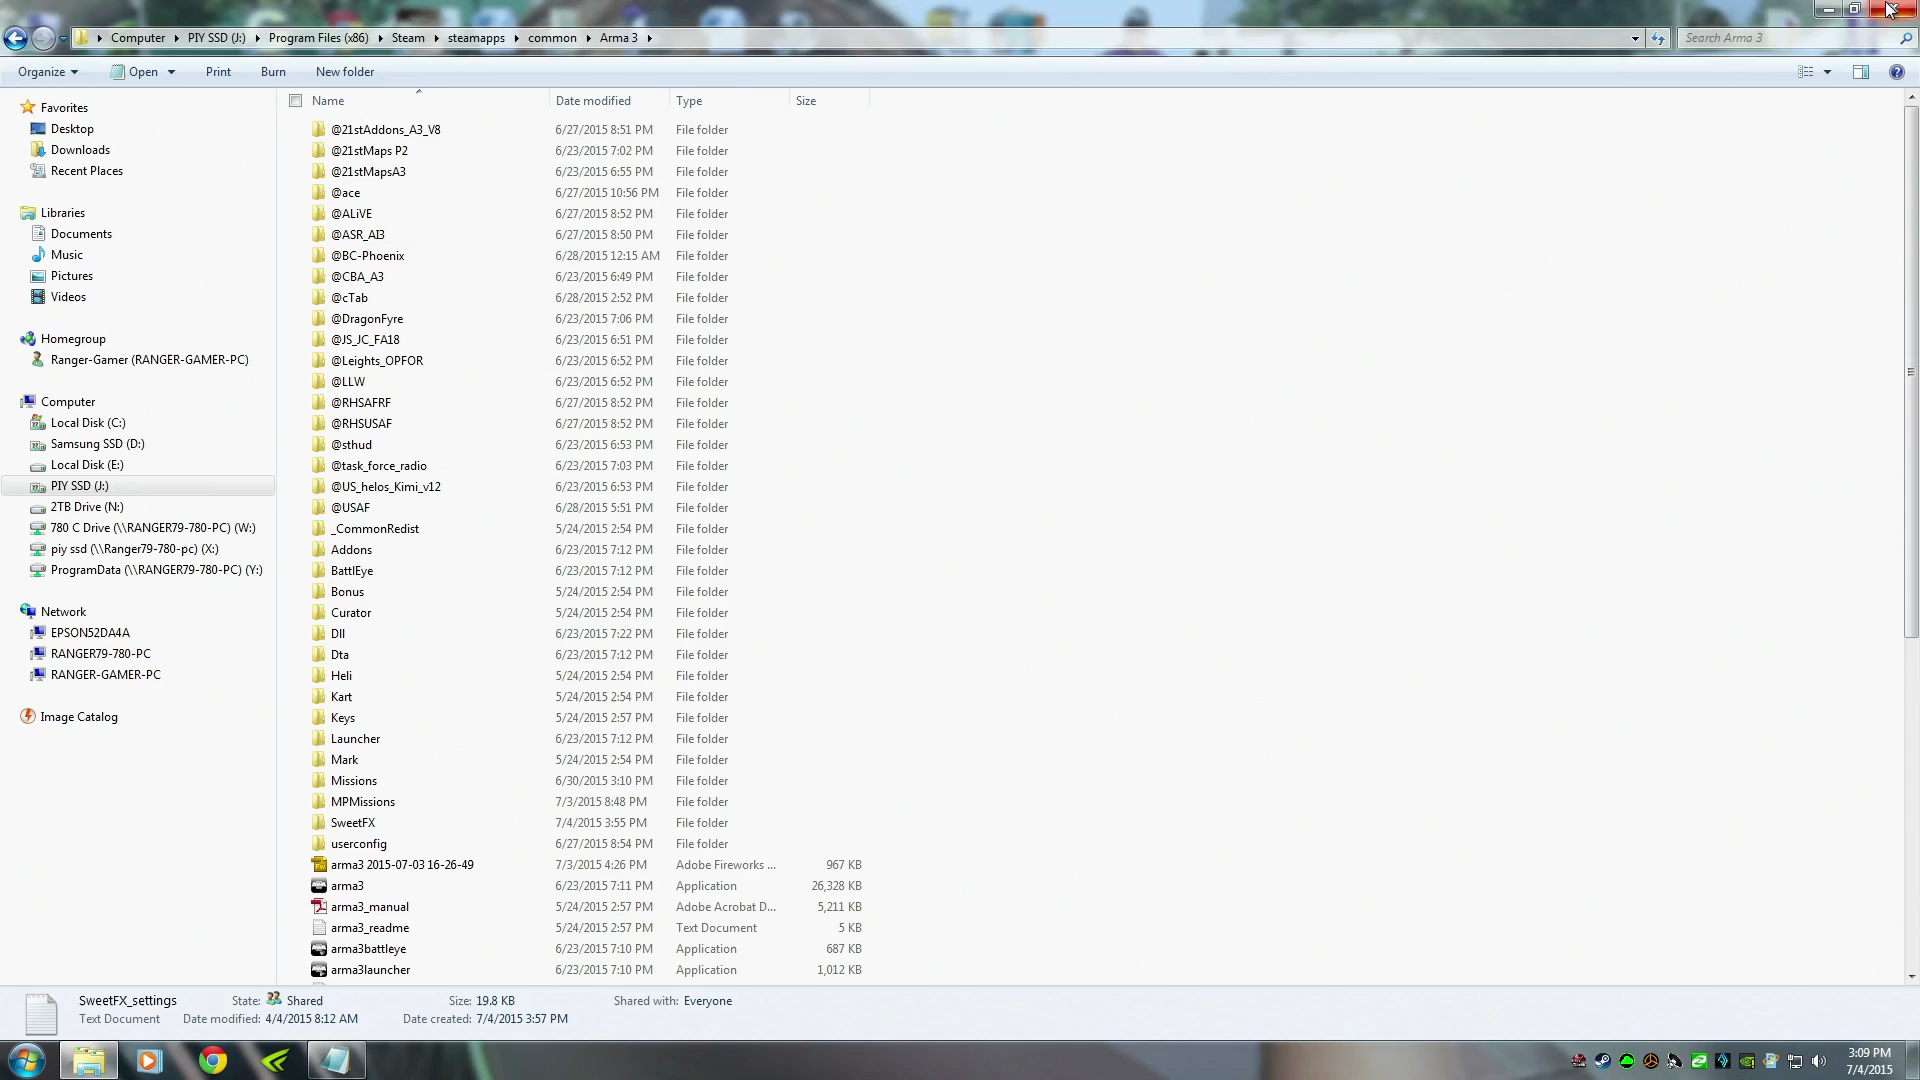 Computer PIY SSD (J:) Program Files (x86) Steam steamapps common Arma 3 Search Arma 3
Organize Open Print Burn New folder
Favorites
Desktop
Downloads
Recent Places
Libraries
Documents
Music
Pictures
Videos
Homegroup
Ranger-Gamer (RANGER-GAMER-PC)
Computer
Local Disk (C:)
Samsung SSD (D:)
Local Disk (E:)
PIY SSD (J:)
2TB Drive (N:)
780 C Drive (\\RANGER79-780-PC) (W:)
piy ssd (\\Ranger79-780-pc) (X:)
ProgramData (\\RANGER79-780-PC) (Y:)
Network
EPSON52DA4A
RANGER79-780-PC
RANGER-GAMER-PC
Image Catalog
Name Date modified Type Size
@21stAddons_A3_V8 6/27/2015 8:51 PM File folder
@21stMaps P2 6/23/2015 7:02 PM File folder
@21stMapsA3 6/23/2015 6:55 PM File folder
@ace 6/27/2015 10:56 PM File folder
@ALiVE 6/27/2015 8:52 PM File folder
@ASR_AI3 6/27/2015 8:50 PM File folder
@BC-Phoenix 6/28/2015 12:15 AM File folder
@CBA_A3 6/23/2015 6:49 PM File folder
@cTab 6/28/2015 2:52 PM File folder
@DragonFyre 6/23/2015 7:06 PM File folder
@JS_JC_FA18 6/23/2015 6:51 PM File folder
@Leights_OPFOR 6/23/2015 6:52 PM File folder
@LLW 6/23/2015 6:52 PM File folder
@RHSAFRF 6/27/2015 8:52 PM File folder
@RHSUSAF 6/27/2015 8:52 PM File folder
@sthud 6/23/2015 6:53 PM File folder
@task_force_radio 6/23/2015 7:03 PM File folder
@US_helos_Kimi_v12 6/23/2015 6:53 PM File folder
@USAF 6/28/2015 5:51 PM File folder
_CommonRedist 5/24/2015 2:54 PM File folder
Addons 6/23/2015 7:12 PM File folder
BattlEye 6/23/2015 7:12 PM File folder
Bonus 5/24/2015 2:54 PM File folder
Curator 5/24/2015 2:54 PM File folder
Dll 6/23/2015 7:22 PM File folder
Dta 6/23/2015 7:12 PM File folder
Heli 5/24/2015 2:54 PM File folder
Kart 5/24/2015 2:54 PM File folder
Keys 5/24/2015 2:57 PM File folder
Launcher 6/23/2015 7:12 PM File folder
Mark 5/24/2015 2:54 PM File folder
Missions 6/30/2015 3:10 PM File folder
MPMissions 7/3/2015 8:48 PM File folder
SweetFX 7/4/2015 3:55 PM File folder
userconfig 6/27/2015 8:54 PM File folder
arma3 2015-07-03 16-26-49 7/3/2015 4:26 PM Adobe Fireworks ... 967 KB
arma3 6/23/2015 7:11 PM Application 26,328 KB
arma3_manual 5/24/2015 2:57 PM Adobe Acrobat D... 5,211 KB
arma3_readme 5/24/2015 2:57 PM Text Document 5 KB
arma3battleye 6/23/2015 7:10 PM Application 687 KB
arma3launcher 6/23/2015 7:10 PM Application 1,012 KB
SweetFX_settings State: Shared Size: 19.8 KB Shared with: Everyone
Text Document Date modified: 4/4/2015 8:12 AM Date created: 7/4/2015 3:57 PM
3:09 PM
7/4/2015